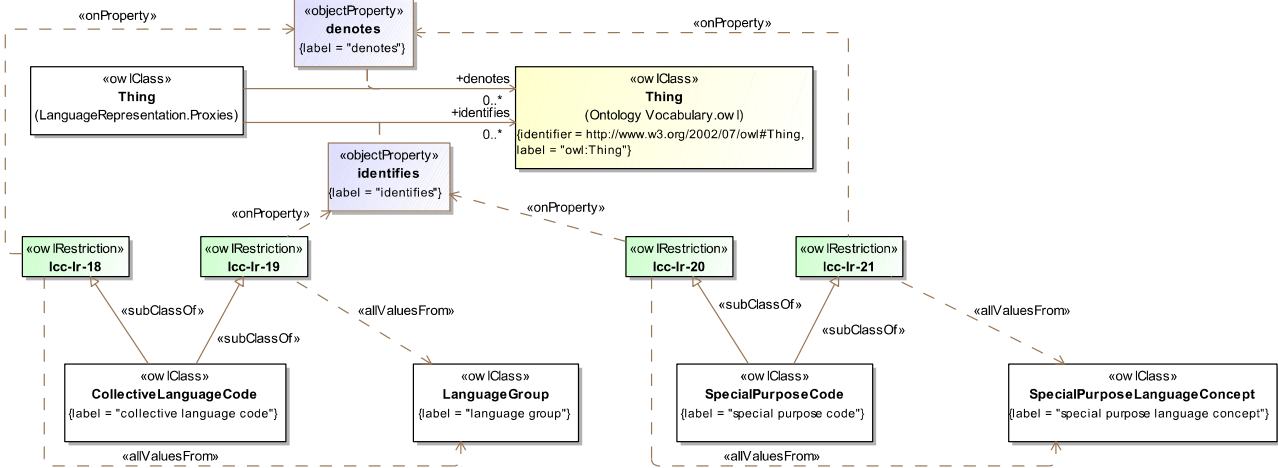 «onProperty»
«objectProperty»
denotes
{label = "denotes"}
«onProperty»
«owlClass»
Thing
(LanguageRepresentation.Proxies)
+denotes
0..*
+identifies
0..*
«owlClass»
Thing
(Ontology Vocabulary.owl)
{identifier = http://www.w3.org/2002/07/owl#Thing,
label = "owl:Thing"}
«objectProperty»
identifies
{label = "identifies"}
«onProperty»
«onProperty»
«owlRestriction»
lcc-lr-18
«owlRestriction»
lcc-lr-19
«owlRestriction»
lcc-lr-20
«owlRestriction»
lcc-lr-21
«subClassOf»
«subClassOf»
«allValuesFrom»
«subClassOf»
«subClassOf»
«allValuesFrom»
«owlClass»
CollectiveLanguageCode
{label = "collective language code"}
«owlClass»
LanguageGroup
{label = "language group"}
«owlClass»
SpecialPurposeCode
{label = "special purpose code"}
«owlClass»
SpecialPurposeLanguageConcept
{label = "special purpose language concept"}
«allValuesFrom»
«allValuesFrom»